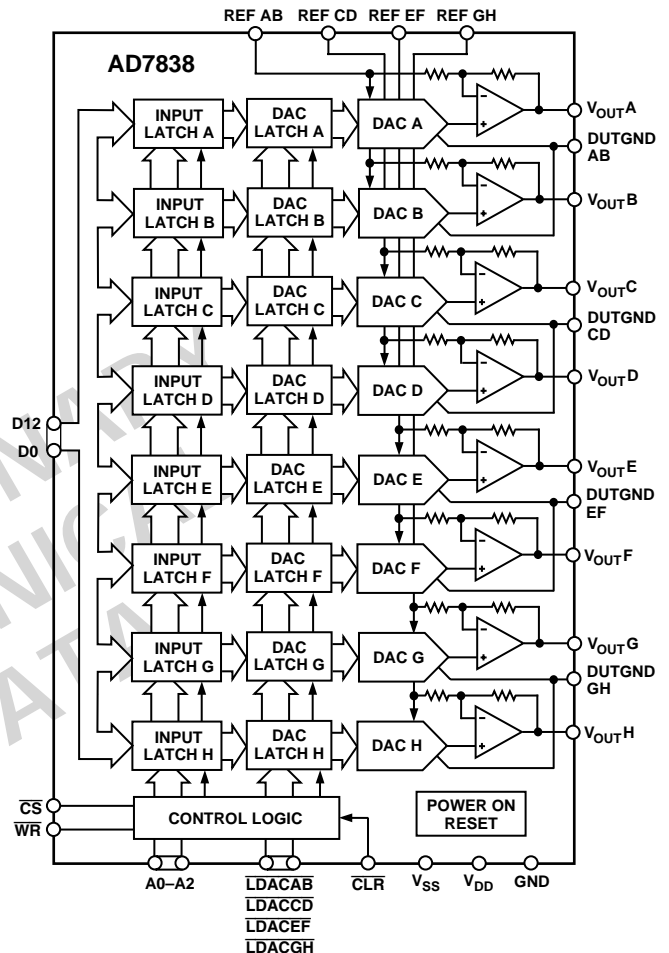 REF AB REF CD REF EF REF GH
AD7838
INPUT LATCH A
DAC LATCH A
DAC A
VOUTA
DUTGND AB
INPUT LATCH B
DAC LATCH B
DAC B
VOUTB
INPUT LATCH C
DAC LATCH C
DAC C
VOUTC
DUTGND CD
INPUT LATCH D
DAC LATCH D
DAC D
VOUTD
D12
D0
INPUT LATCH E
DAC LATCH E
DAC E
VOUTE
DUTGND EF
INPUT LATCH F
DAC LATCH F
DAC F
VOUTF
INPUT LATCH G
DAC LATCH G
DAC G
VOUTG
DUTGND GH
INPUT LATCH H
DAC LATCH H
DAC H
VOUTH
CS
WR
CONTROL LOGIC
POWER ON RESET
A0–A2
LDACAB
LDACCD
LDACEF
LDACGH
CLR
VSS
VDD
GND